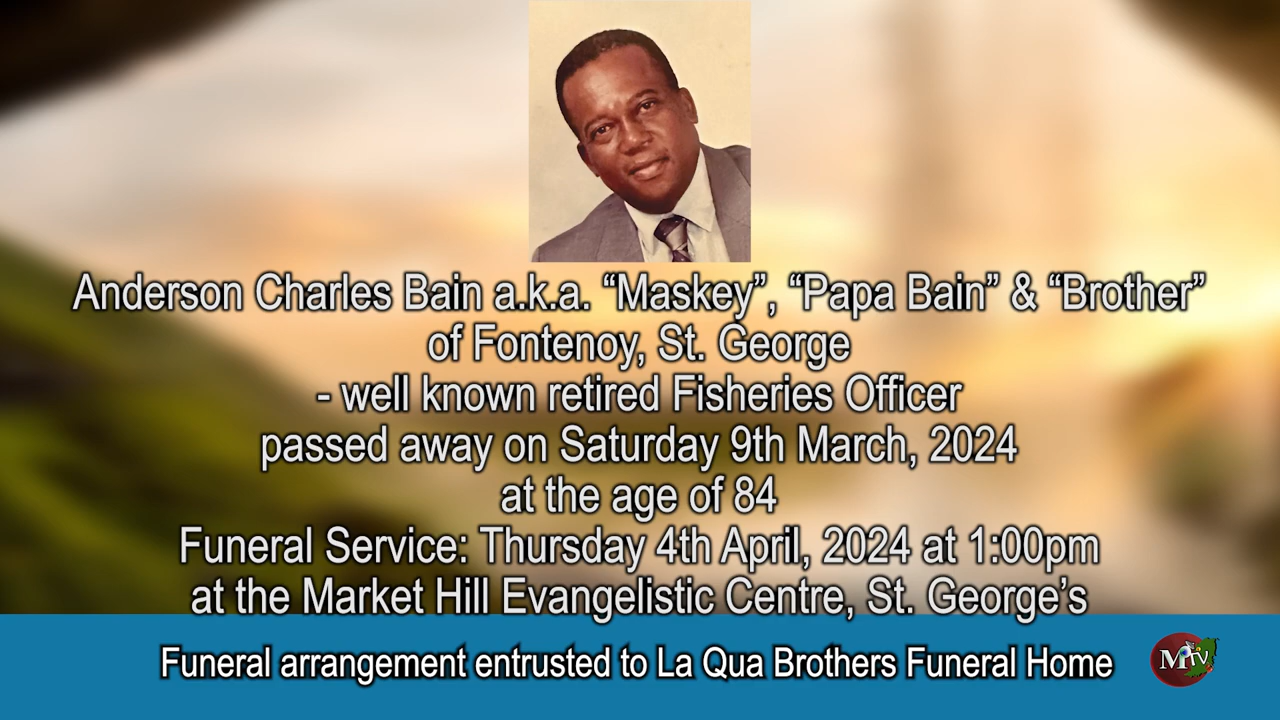 Anderson Charles Bain a.k.a. “Maskey”, “Papa Bain” & “Brother”
of Fontenoy, St. George
- well known retired Fisheries Officer
passed away on Saturday 9th March, 2024
at the age of 84
Funeral Service: Thursday 4th April, 2024 at 1:00pm
at the Market Hill Evangelistic Centre, St. George’s
Funeral arrangement entrusted to La Qua Brothers Funeral Home
MTV